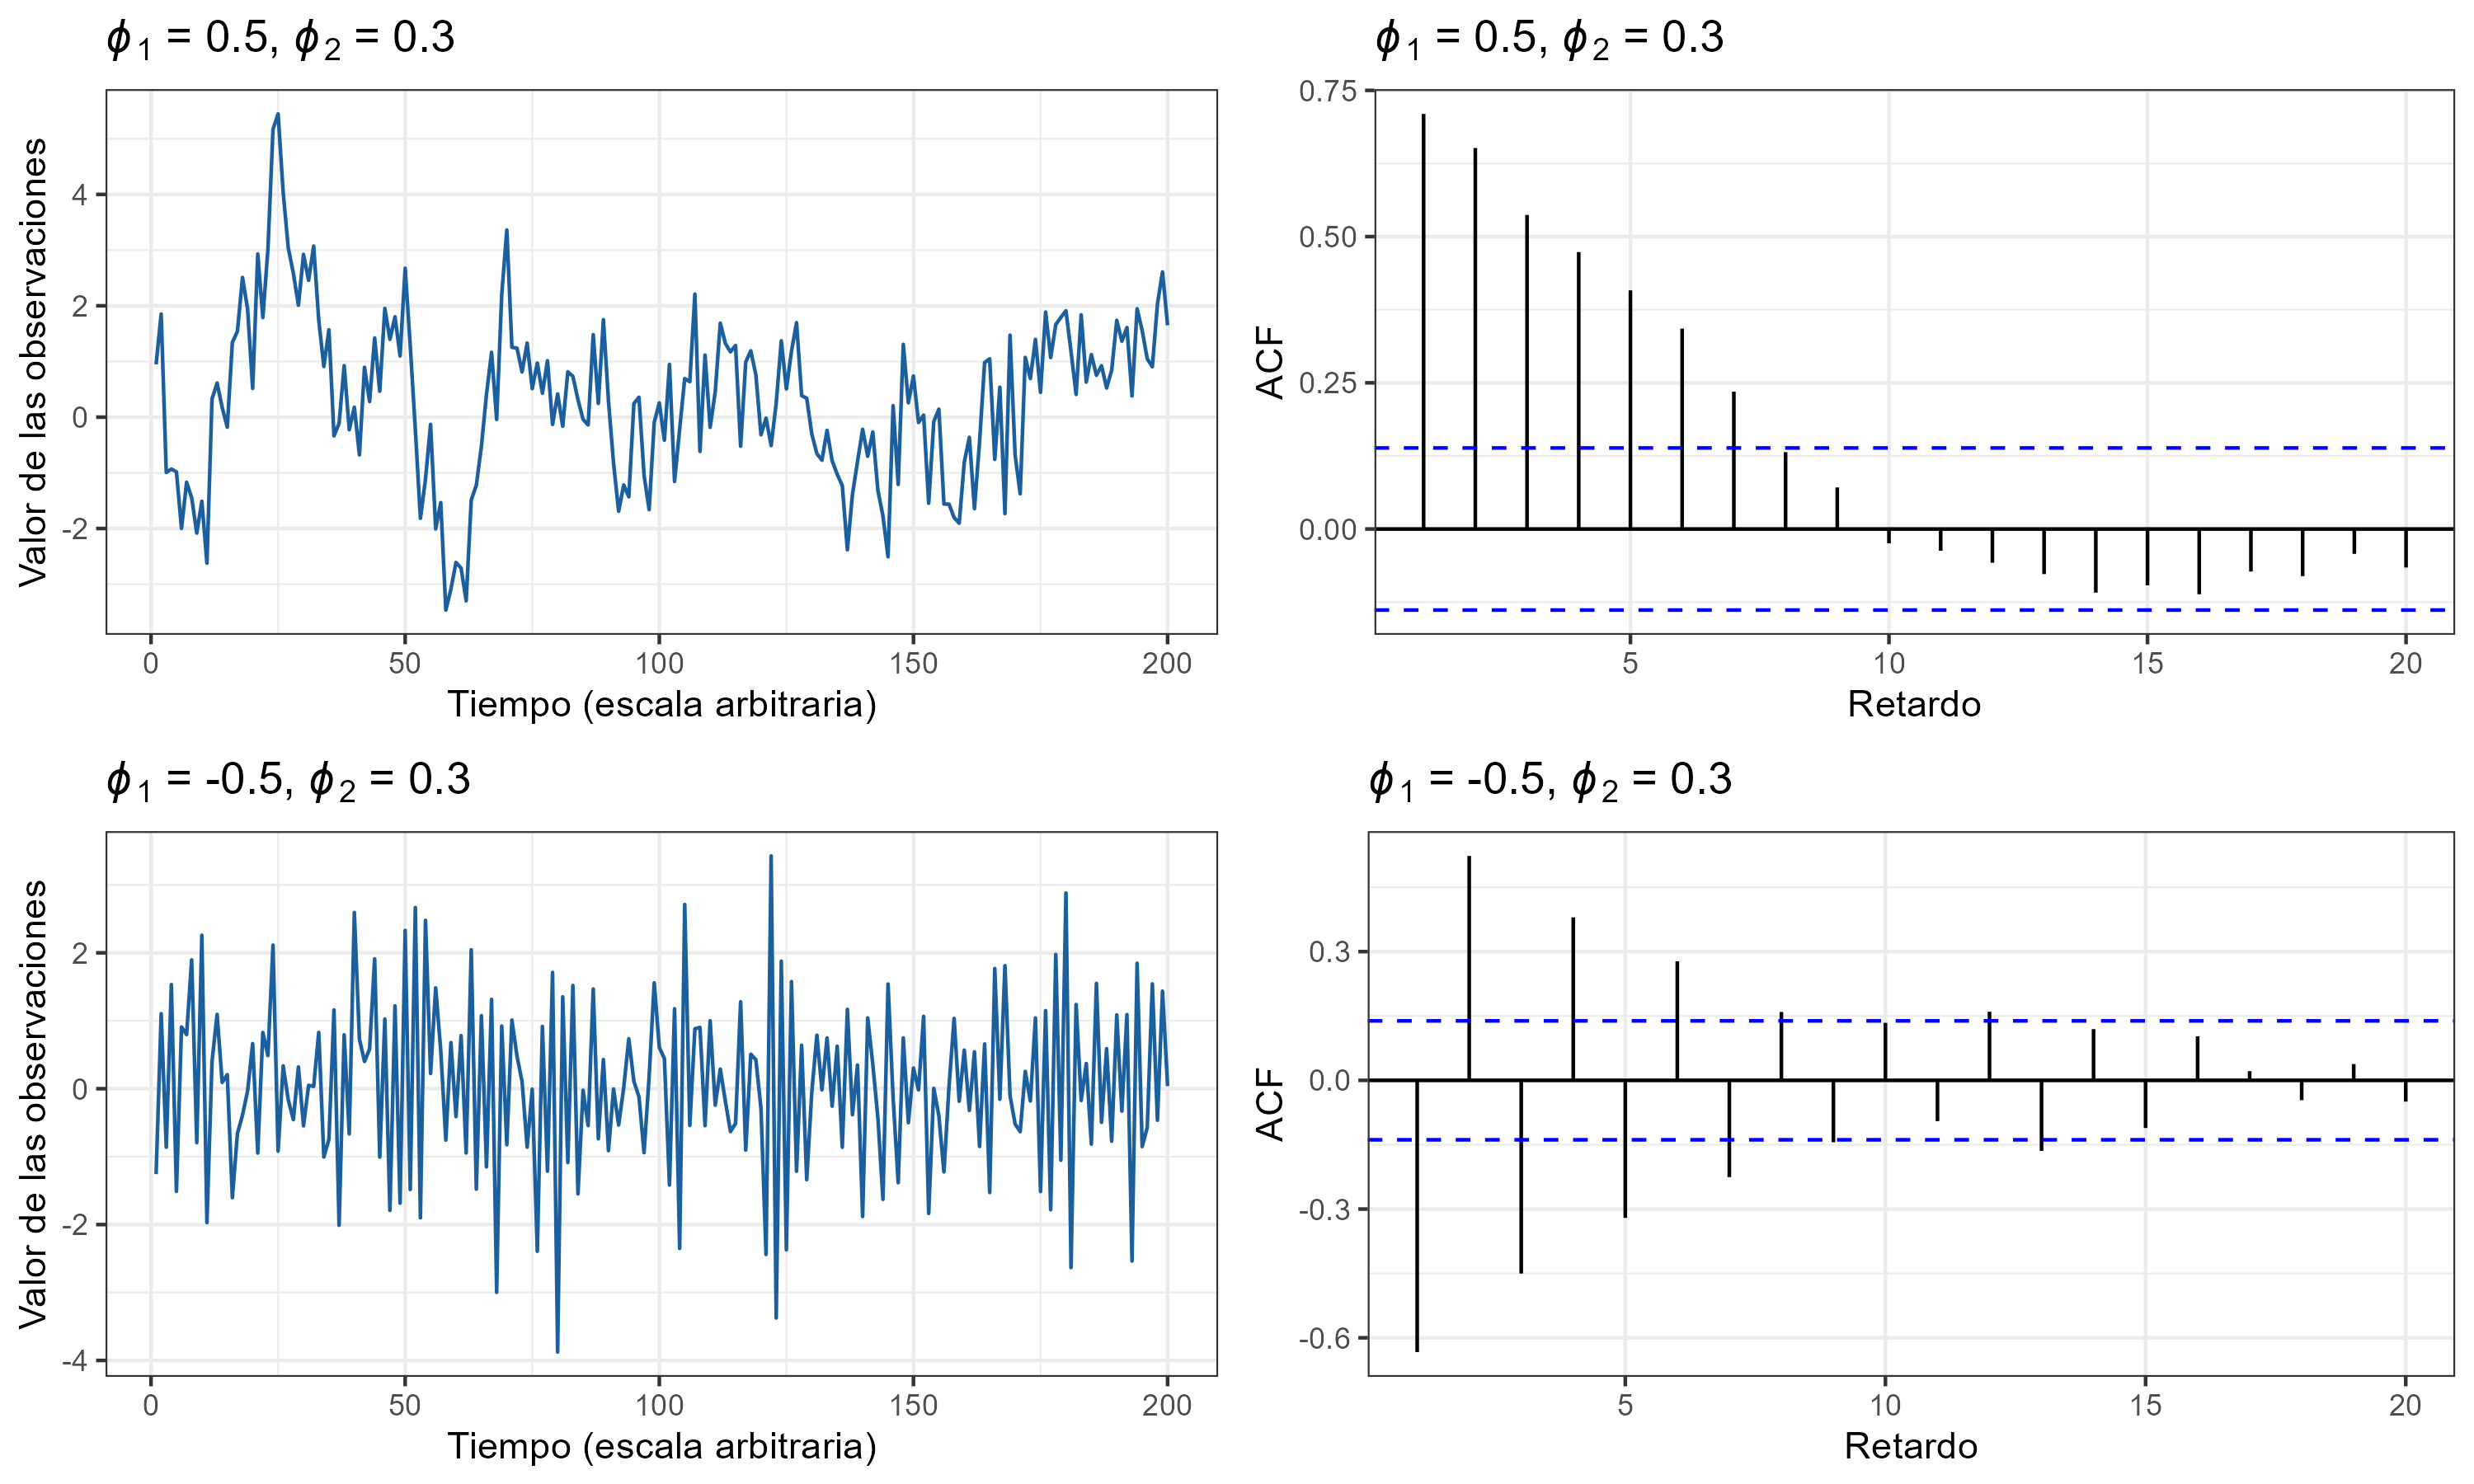 ϕ1 = 0.5, ϕ2 = 0.3
Valor de las observaciones
4
2
0
-2
0 50 100 150 200
Tiempo (escala arbitraria)
ϕ1 = 0.5, ϕ2 = 0.3
ACF
0.75
0.50
0.25
0.00
5 10 15 20
Retardo
ϕ1 = -0.5, ϕ2 = 0.3
Valor de las observaciones
2
0
-2
-4
0 50 100 150 200
Tiempo (escala arbitraria)
ϕ1 = -0.5, ϕ2 = 0.3
ACF
0.3
0.0
-0.3
-0.6
5 10 15 20
Retardo